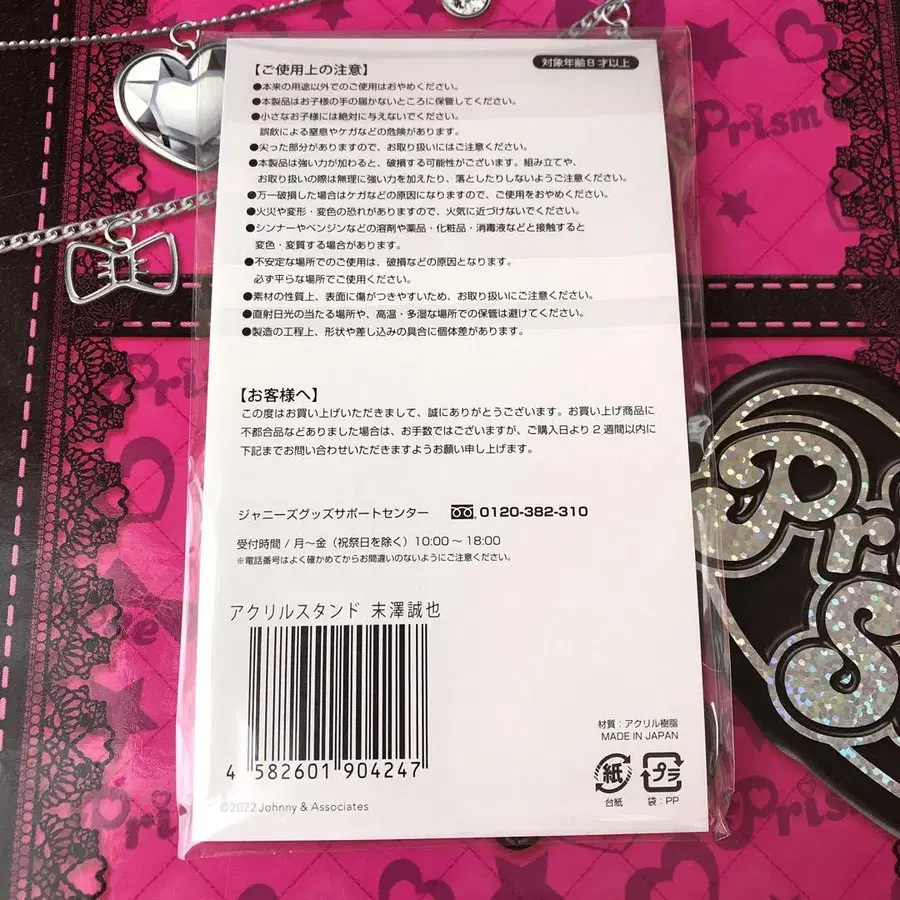 【ご使用上の注意】
対象年齢8才以上
●本来の用途以外でのご使用はおやめください。
●本製品はお子様の手の届かないところに保管してください。
●小さなお子様には絶対に与えないでください。
誤飲による窒息やケガなどの危険があります。
●尖った部分がありますので、お取り扱いにはご注意ください。
●本製品は強い力が加わると、破損する可能性がございます。組み立てや、
お取り扱いの際は無理に強い力を加えたり、落としたりしないようご注意ください。
●万一破損した場合はケガなどの原因になりますので、ご使用をおやめください。
●火災や変形・変色の恐れがありますので、火気に近づけないでください。
●シンナーやベンジンなどの溶剤や薬品・化粧品・消毒液などと接触すると
変色・変質する場合があります。
●不安定な場所でのご使用は、破損などの原因となります。
必ず平らな場所でご使用ください。
●素材の性質上、表面に傷がつきやすいため、お取り扱いにご注意ください。
●直射日光の当たる場所や、高温・多湿な場所での保管は避けてください。
●製造の工程上、形状や差し込みの具合に個体差があります。
【お客様へ】
この度はお買い上げいただきまして、誠にありがとうございます。お買い上げ商品に
不都合品などありました場合は、お手数ではございますが、ご購入日より2週間以内に
下記までお問い合わせいただきますようお願い申し上げます。
ジャニーズグッズサポートセンター 0120-382-310
受付時間 / 月〜金（祝祭日を除く）10:00〜18:00
※電話番号はよく確かめてからお間違いのないようにご注意ください。
アクリルスタンド 末澤誠也
4 582601 904247
©2022 Johnny & Associates
材質：アクリル樹脂
MADE IN JAPAN
紙
プラ
台紙
袋：PP
Prism
Prism
Prism